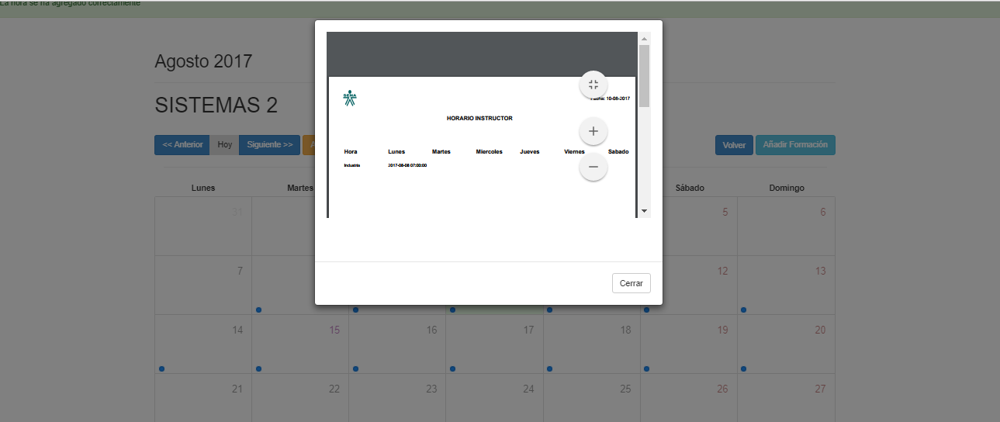 La hora se ha agregado correctamente
Agosto 2017
SISTEMAS 2
<< Anterior Hoy Siguiente >> A
Volver Añadir Formación
SENA
Fecha: 10-08-2017
HORARIO INSTRUCTOR
Hora Lunes Martes Miercoles Jueves Viernes Sabado
Industria 2017-08-08 07:00:00
Cerrar
Lunes Martes Sábado Domingo
31 5 6
7 12 13
14 15 16 17 18 19 20
21 22 23 24 25 26 27